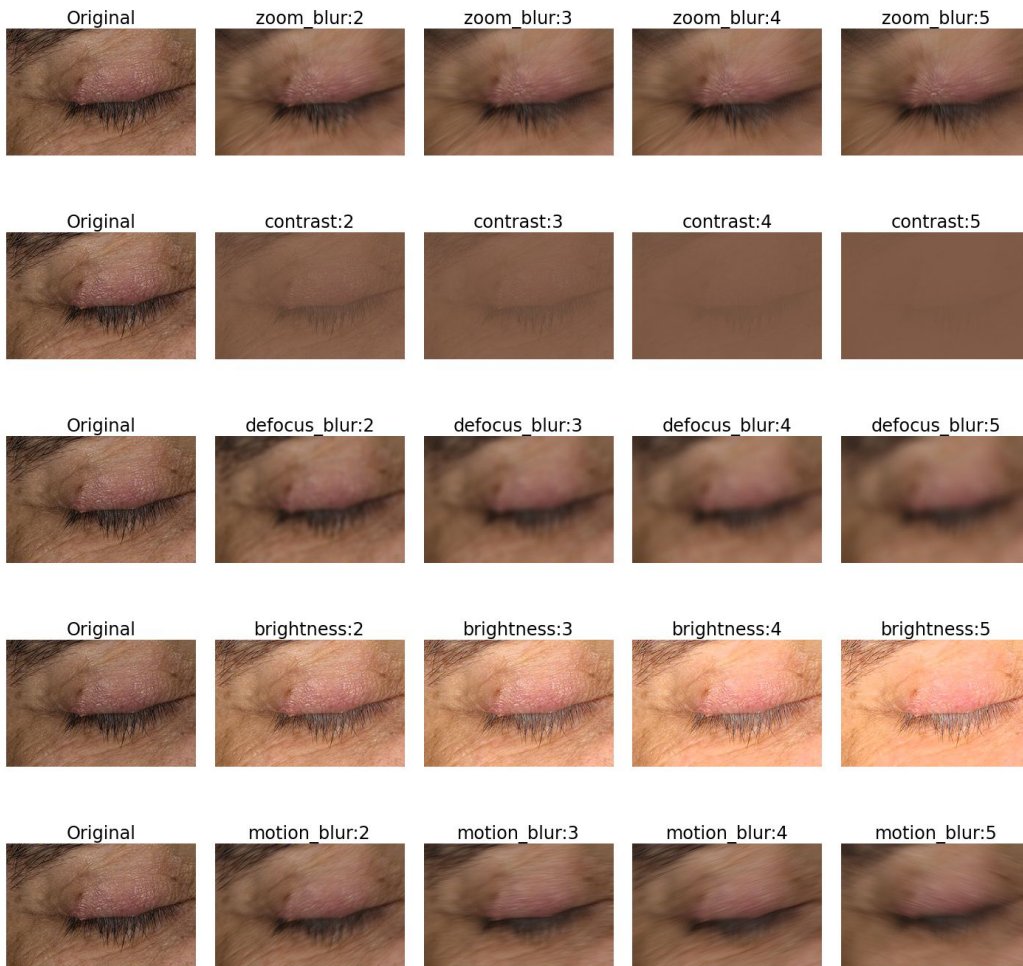 Original zoom_blur:2 zoom_blur:3 zoom_blur:4 zoom_blur:5
Original contrast:2 contrast:3 contrast:4 contrast:5
Original defocus_blur:2 defocus_blur:3 defocus_blur:4 defocus_blur:5
Original brightness:2 brightness:3 brightness:4 brightness:5
Original motion_blur:2 motion_blur:3 motion_blur:4 motion_blur:5